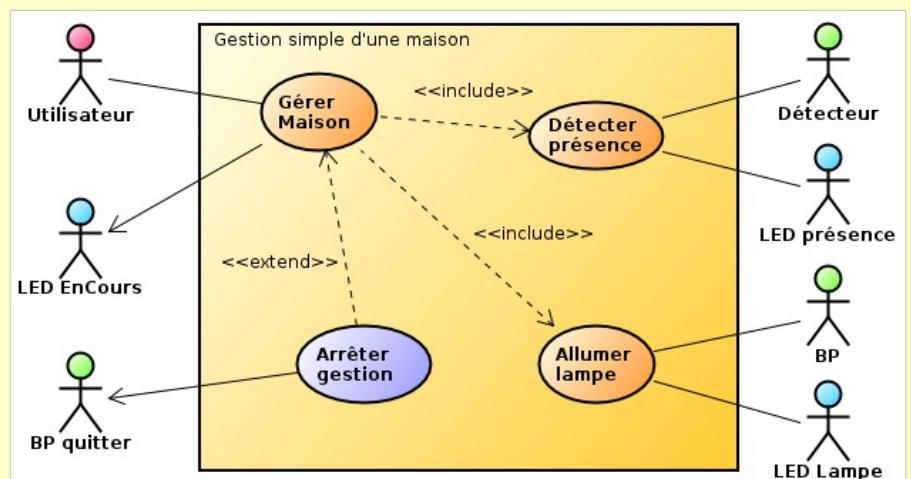 Gestion simple d'une maison
Utilisateur
Gérer
Maison
<<include>>
Détecter
présence
Détecteur
LED présence
LED EnCours
<<extend>>
<<include>>
Arrêter
gestion
Allumer
lampe
BP
BP quitter
LED Lampe